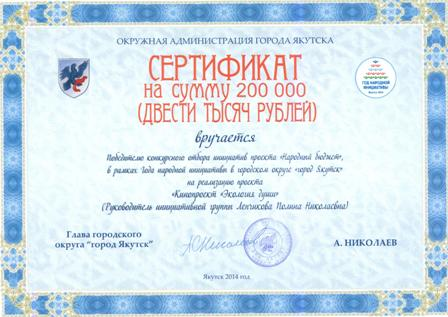 ОКРУЖНАЯ АДМИНИСТРАЦИЯ ГОРОДА ЯКУТСКА
ГОД НАРОДНОЙ
ИНИЦИАТИВЫ
СЕРТИФИКАТ
на сумму 200 000
(ДВЕСТИ ТЫСЯЧ РУБЛЕЙ)
вручается
Победителю конкурсного отбора инициатив проекта «Народный бюджет»,
в рамках Года народной инициативы в городском округе «город Якутск»
на реализацию проекта
«Кинопроект «Экология души»
(Руководитель инициативной группы Ленчикова Полина Николаевна)
Глава городского
округа "город Якутск"
А. НИКОЛАЕВ
Якутск 2014 год